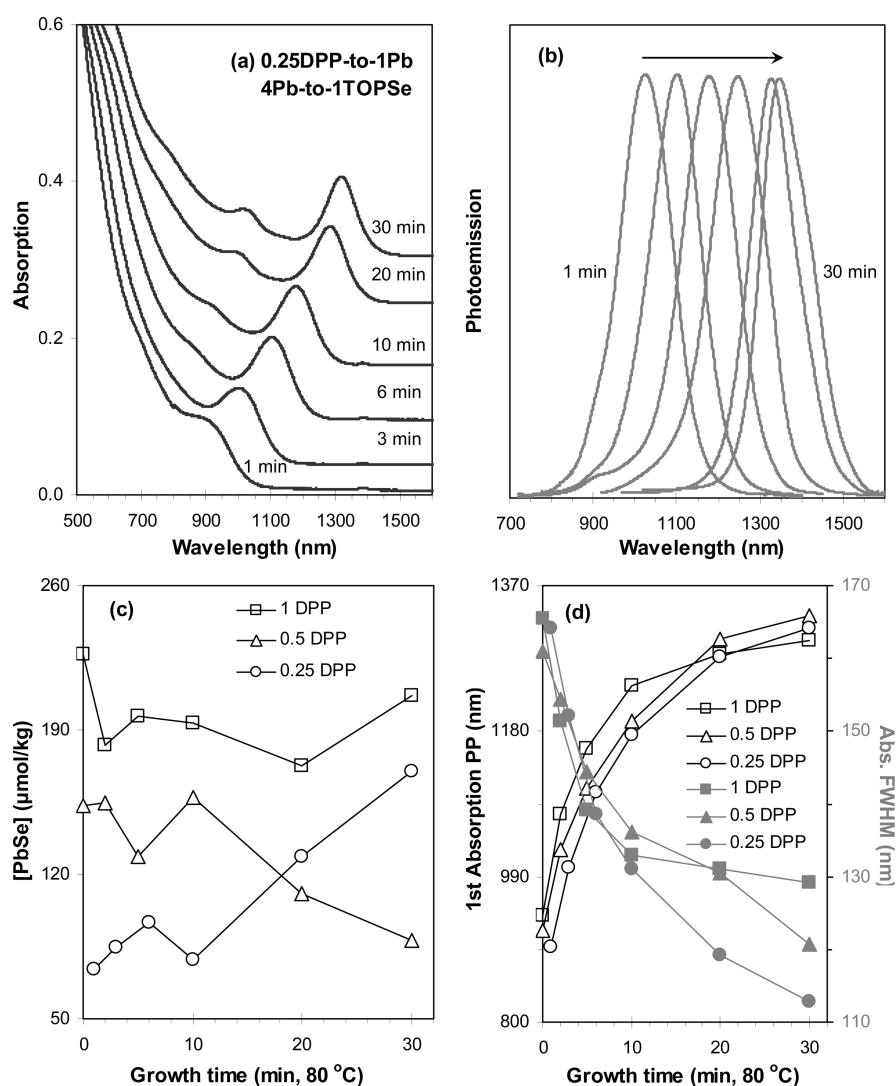 (a) 0.25DPP-to-1Pb
4Pb-to-1TOPSe
Absorption
0.6
0.4
0.2
0.0
30 min
20 min
10 min
6 min
3 min
1 min
500 700 900 1100 1300 1500
Wavelength (nm)
(b)
Photoemission
1 min
30 min
700 900 1100 1300 1500
Wavelength (nm)
(c)
[PbSe] (µmol/kg)
260
190
120
50
1 DPP
0.5 DPP
0.25 DPP
0 10 20 30
Growth time (min, 80 °C)
(d)
1st Absorption PP (nm)
1370
1180
990
800
1 DPP
0.5 DPP
0.25 DPP
1 DPP
0.5 DPP
0.25 DPP
170
150
130
110
Abs. FWHM (nm)
0 10 20 30
Growth time (min, 80 °C)